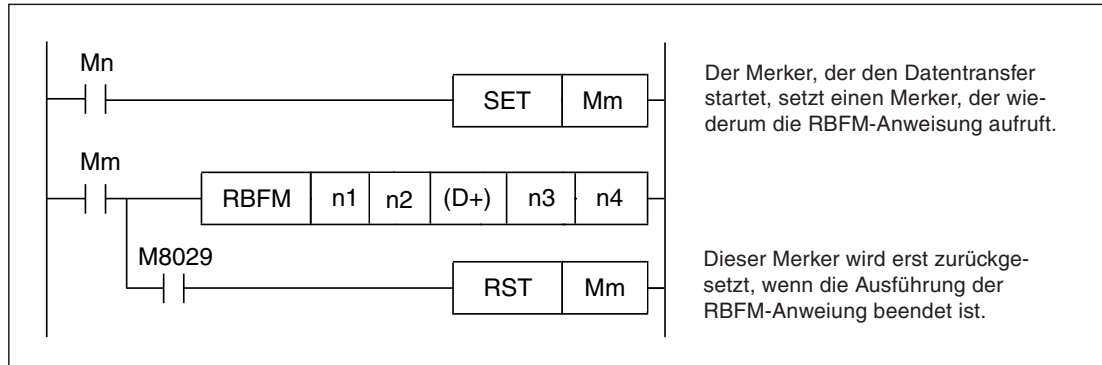 Mn
SET Mm
Der Merker, der den Datentransfer
startet, setzt einen Merker, der wie-
derum die RBFM-Anweisung aufruft.
Mm
RBFM n1 n2 (D+) n3 n4
M8029
RST Mm
Dieser Merker wird erst zurückge-
setzt, wenn die Ausführung der
RBFM-Anweiung beendet ist.